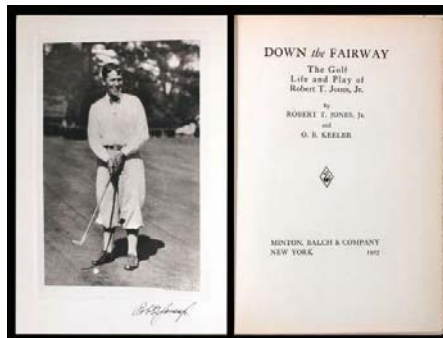 DOWN the FAIRWAY
The Golf
Life and Play of
Robert T. Jones, Jr.
By
ROBERT T. JONES, Jr.
and
O. B. KEELER
MINTON, BALCH & COMPANY
NEW YORK 1927